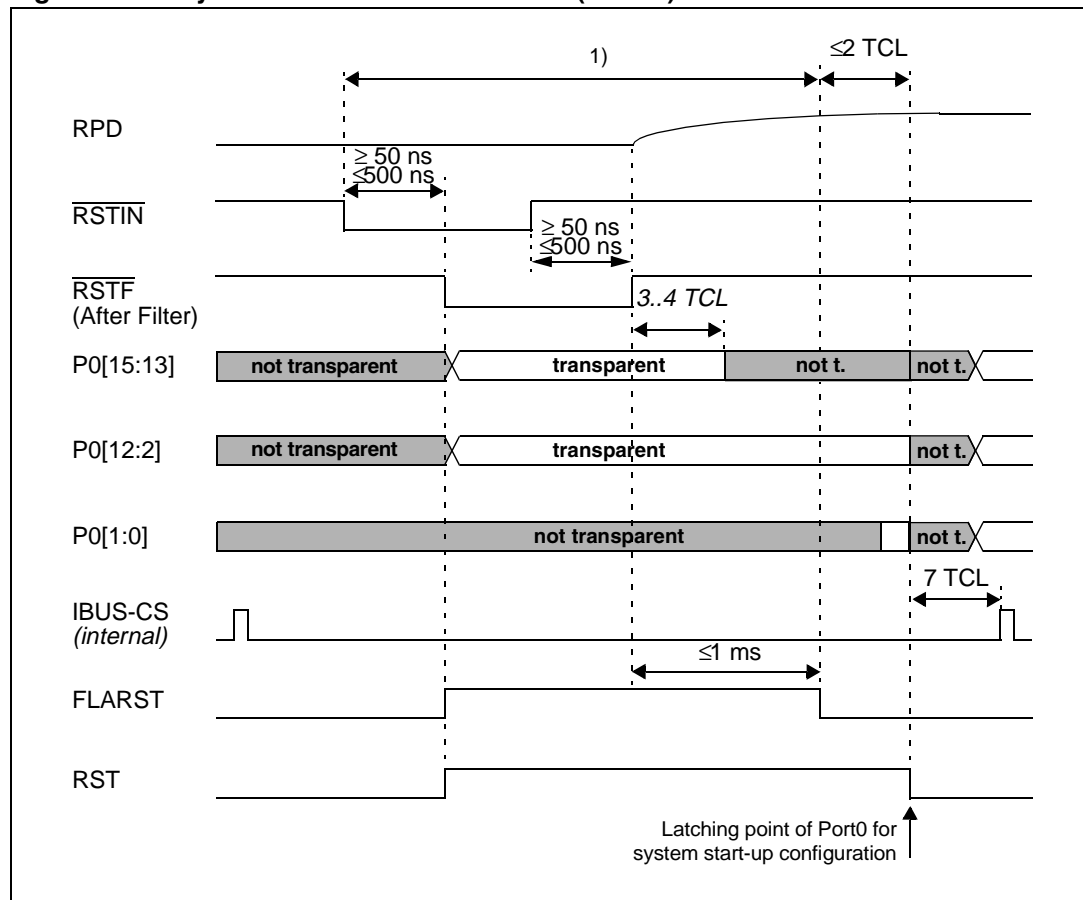 1)
≤2 TCL
RPD
≥ 50 ns
≤500 ns
RSTIN
≥ 50 ns
≤500 ns
RSTF
(After Filter)
3..4 TCL
P0[15:13]
not transparent
transparent
not t.
not t.
P0[12:2]
not transparent
transparent
not t.
P0[1:0]
not transparent
not t.
7 TCL
IBUS-CS
(internal)
≤1 ms
FLARST
RST
Latching point of Port0 for
system start-up configuration